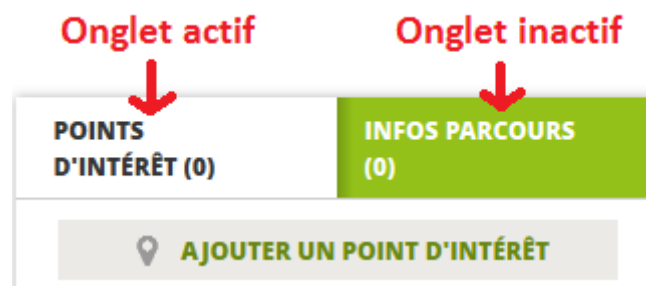 Onglet actif
Onglet inactif
POINTS
D'INTÉRÊT (0)
INFOS PARCOURS
(0)
AJOUTER UN POINT D'INTÉRÊT